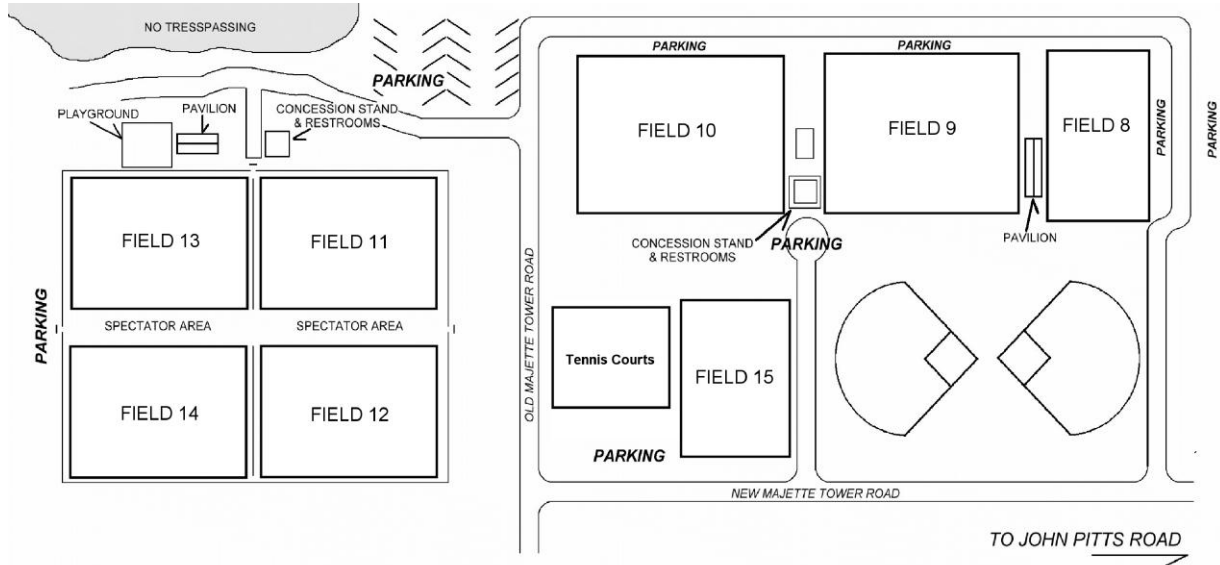 NO TRESSPASSING
PARKING
PLAYGROUND
PAVILION
CONCESSION STAND
& RESTROOMS
FIELD 13
FIELD 11
PARKING
SPECTATOR AREA
SPECTATOR AREA
FIELD 14
FIELD 12
OLD MAJETTE TOWER ROAD
PARKING
PARKING
FIELD 10
FIELD 9
FIELD 8
PARKING
PARKING
CONCESSION STAND
& RESTROOMS
PARKING
PAVILION
Tennis Courts
FIELD 15
PARKING
NEW MAJETTE TOWER ROAD
TO JOHN PITTS ROAD